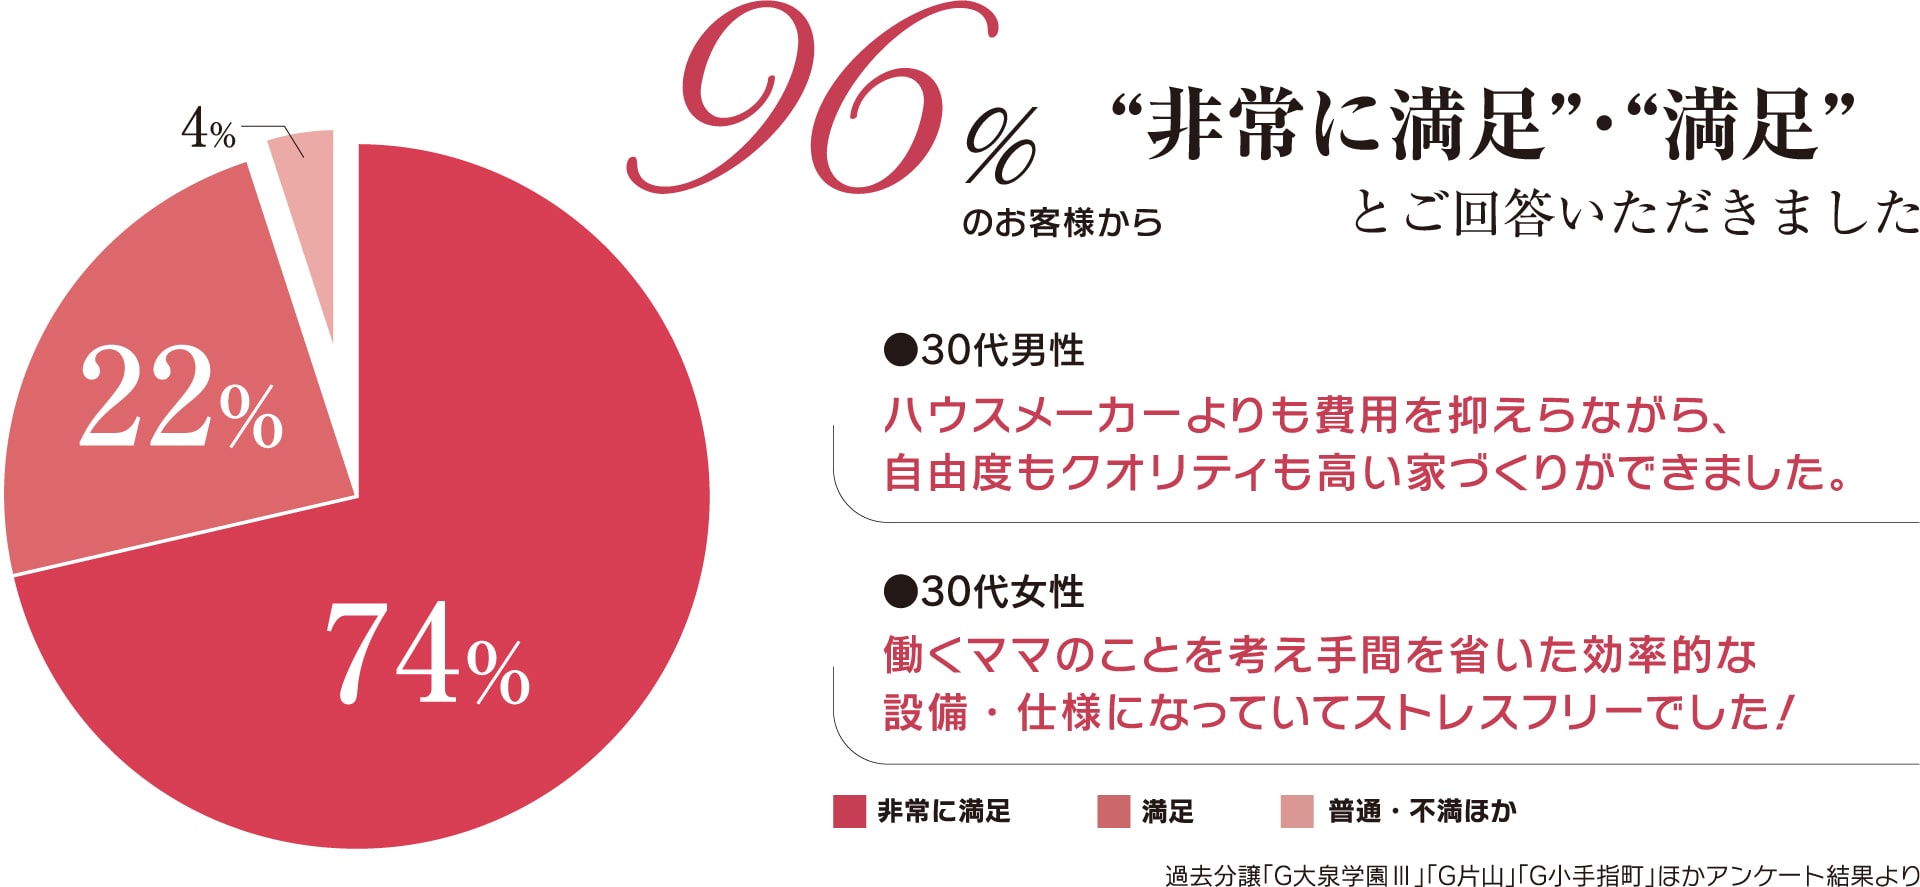 96%
のお客様から
“非常に満足”・“満足”
とご回答いただきました
4%
22%
74%
●30代男性
ハウスメーカーよりも費用を抑えらながら、
自由度もクオリティも高い家づくりができました。
●30代女性
働くママのことを考え手間を省いた効率的な
設備・仕様になっていてストレスフリーでした!
非常に満足 満足 普通・不満ほか
過去分譲「G大泉学園Ⅲ」「G片山」「G小手指町」ほかアンケート結果より